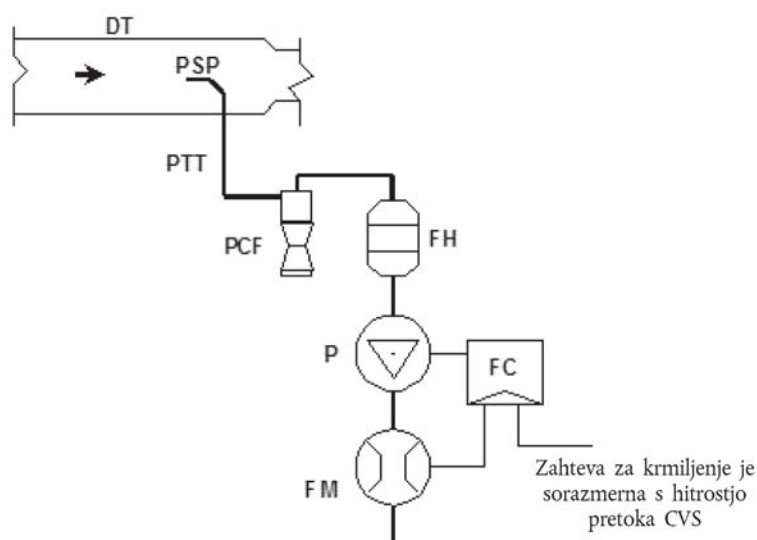 DT
PSP
PTT
PCF
FH
P
FC
FM
Zahteva za krmiljenje je
sorazmerna s hitrostjo
pretoka CVS